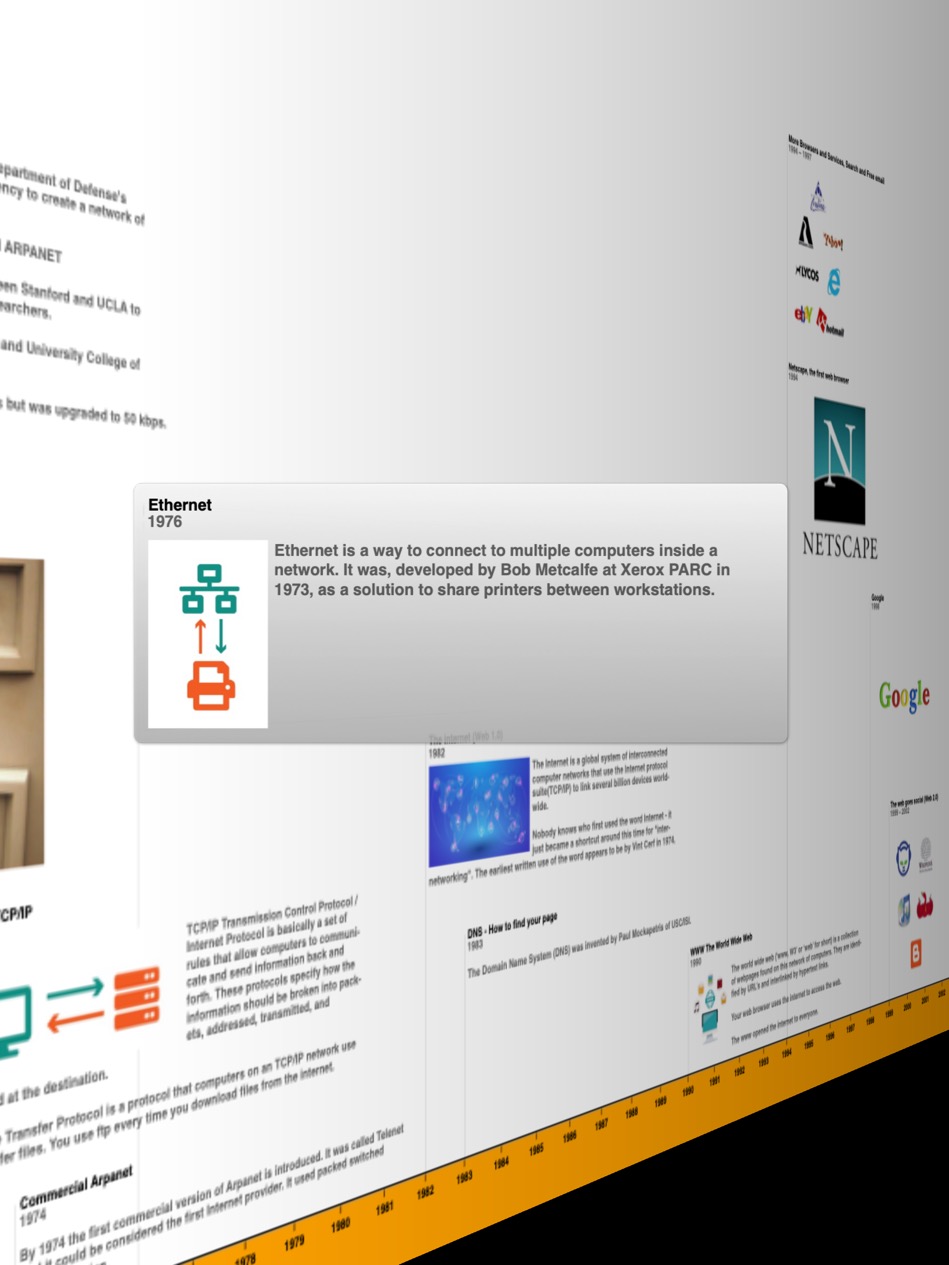 epartment of Defense's
ency to create a network of
ARPANET
een Stanford and UCLA to
earchers.
and University College of
s but was upgraded to 50 kbps.
More Browsers and Services, Search and Free email
1994 - 1997
Yahoo!
LYCOS
e
ebY
hotmail
Netscape, the first web browser
1994
N
NETSCAPE
Ethernet
1976
Ethernet is a way to connect to multiple computers inside a
network. It was, developed by Bob Metcalfe at Xerox PARC in
1973, as a solution to share printers between workstations.
Google
1998
Google
The Internet (Web 1.0)
1982
The Internet is a global system of interconnected
computer networks that use the Internet protocol
suite(TCP/IP) to link several billion devices world-
wide.
Nobody knows who first used the word Internet - it
just became a shortcut around this time for "inter-
networking". The earliest written use of the word appears to be by Vint Cerf in 1974.
The web goes social (Web 2.0)
1999 - 2002
B
TCP/IP
TCP/IP Transmission Control Protocol /
Internet Protocol is basically a set of
rules that allow computers to communi-
cate and send information back and
forth. These protocols specify how the
information should be broken into pack-
ets, addressed, transmitted, and
d at the destination.
Transfer Protocol is a protocol that computers on an TCP/IP network use
fer files. You use ftp every time you download files from the internet.
DNS - How to find your page
1983
The Domain Name System (DNS) was invented by Paul Mockapetris of USC/ISI.
WWW The World Wide Web
1990
The world wide web ('www, W3' or 'web' for short) is a collection
of webpages found on this network of computers. They are identi-
fied by URL's and interlinked by hyperlinks.
Your web browser uses the internet to access the web.
The www opened the internet to everyone.
Commercial Arpanet
1974
By 1974 the first commercial version of Arpanet is introduced. It was called Telenet
it could be considered the first Internet provider. It used packed switched
1978 1979 1980 1981 1982 1983 1984 1985 1986 1987 1988 1989 1990 1991 1992 1993 1994 1995 1996 1997 1998 1999 2000 2001 2002